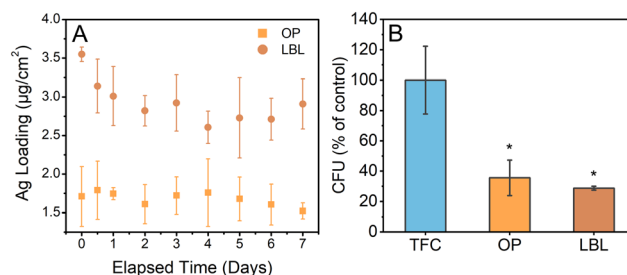 A
OP
LBL
Ag Loading (µg/cm²)
4.0
3.5
3.0
2.5
2.0
1.5
0 1 2 3 4 5 6 7
Elapsed Time (Days)
B
CFU (% of control)
140
120
100
80
60
40
20
0
* *
TFC OP LBL